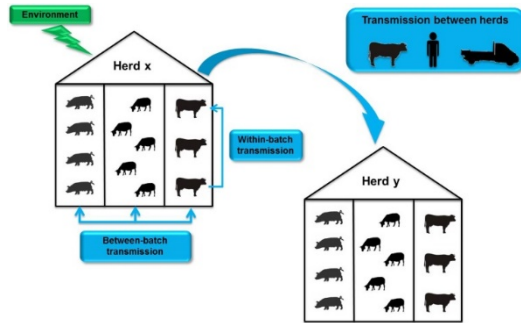 Environment
Transmission between herds
Herd x
Within-batch
transmission
Herd y
Between-batch
transmission